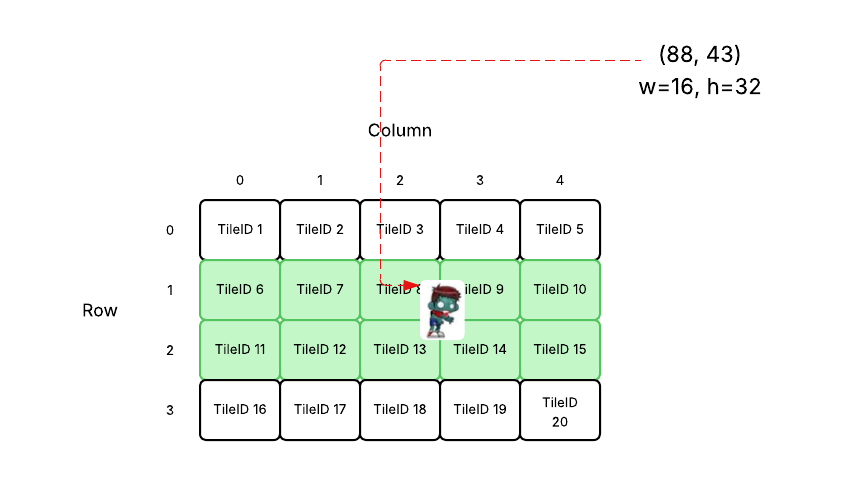 (88, 43)
w=16, h=32
Column
0 1 2 3 4
0 TileID 1 TileID 2 TileID 3 TileID 4 TileID 5
1 TileID 6 TileID 7 TileID 8 TileID 9 TileID 10
Row
2 TileID 11 TileID 12 TileID 13 TileID 14 TileID 15
3 TileID 16 TileID 17 TileID 18 TileID 19 TileID
20